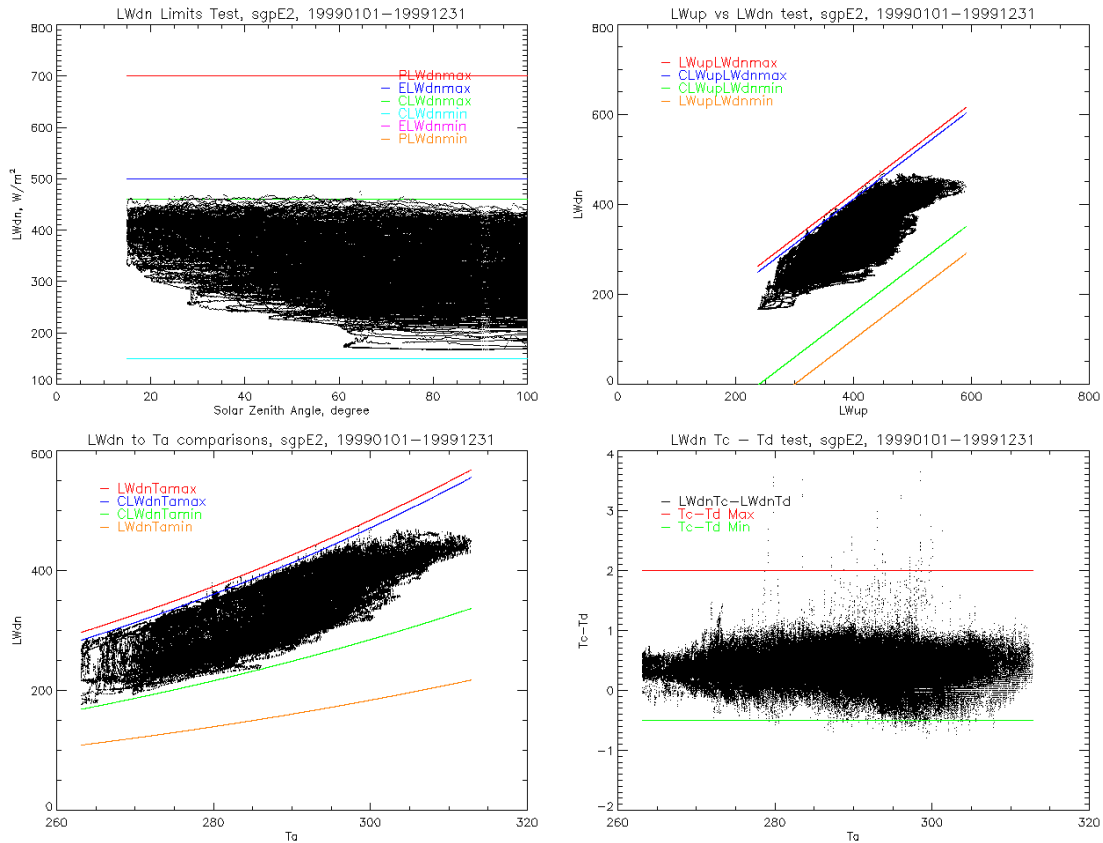 LWdn Limits Test, sgpE2, 19990101-19991231
800
700
600
500
400
300
200
100
LWdn, W/m²
PLWdnmax
ELWdnmax
CLWdnmax
CLWdnmin
ELWdnmin
PLWdnmin
0 20 40 60 80 100
Solar Zenith Angle, degree
LWup vs LWdn test, sgpE2, 19990101-19991231
800
600
400
200
0
LWdn
LWupLWdnmax
CLWupLWdnmax
CLWupLWdnmin
LWupLWdnmin
0 200 400 600 800
LWup
LWdn to Ta comparisons, sgpE2, 19990101-19991231
600
400
200
0
LWdn
LWdnTamax
CLWdnTamax
CLWdnTamin
LWdnTamin
260 280 300 320
Ta
LWdn Tc - Td test, sgpE2, 19990101-19991231
4
3
2
1
0
-1
-2
Tc-Td
LWdnTc-LWdnTd
Tc-Td Max
Tc-Td Min
260 280 300 320
Ta